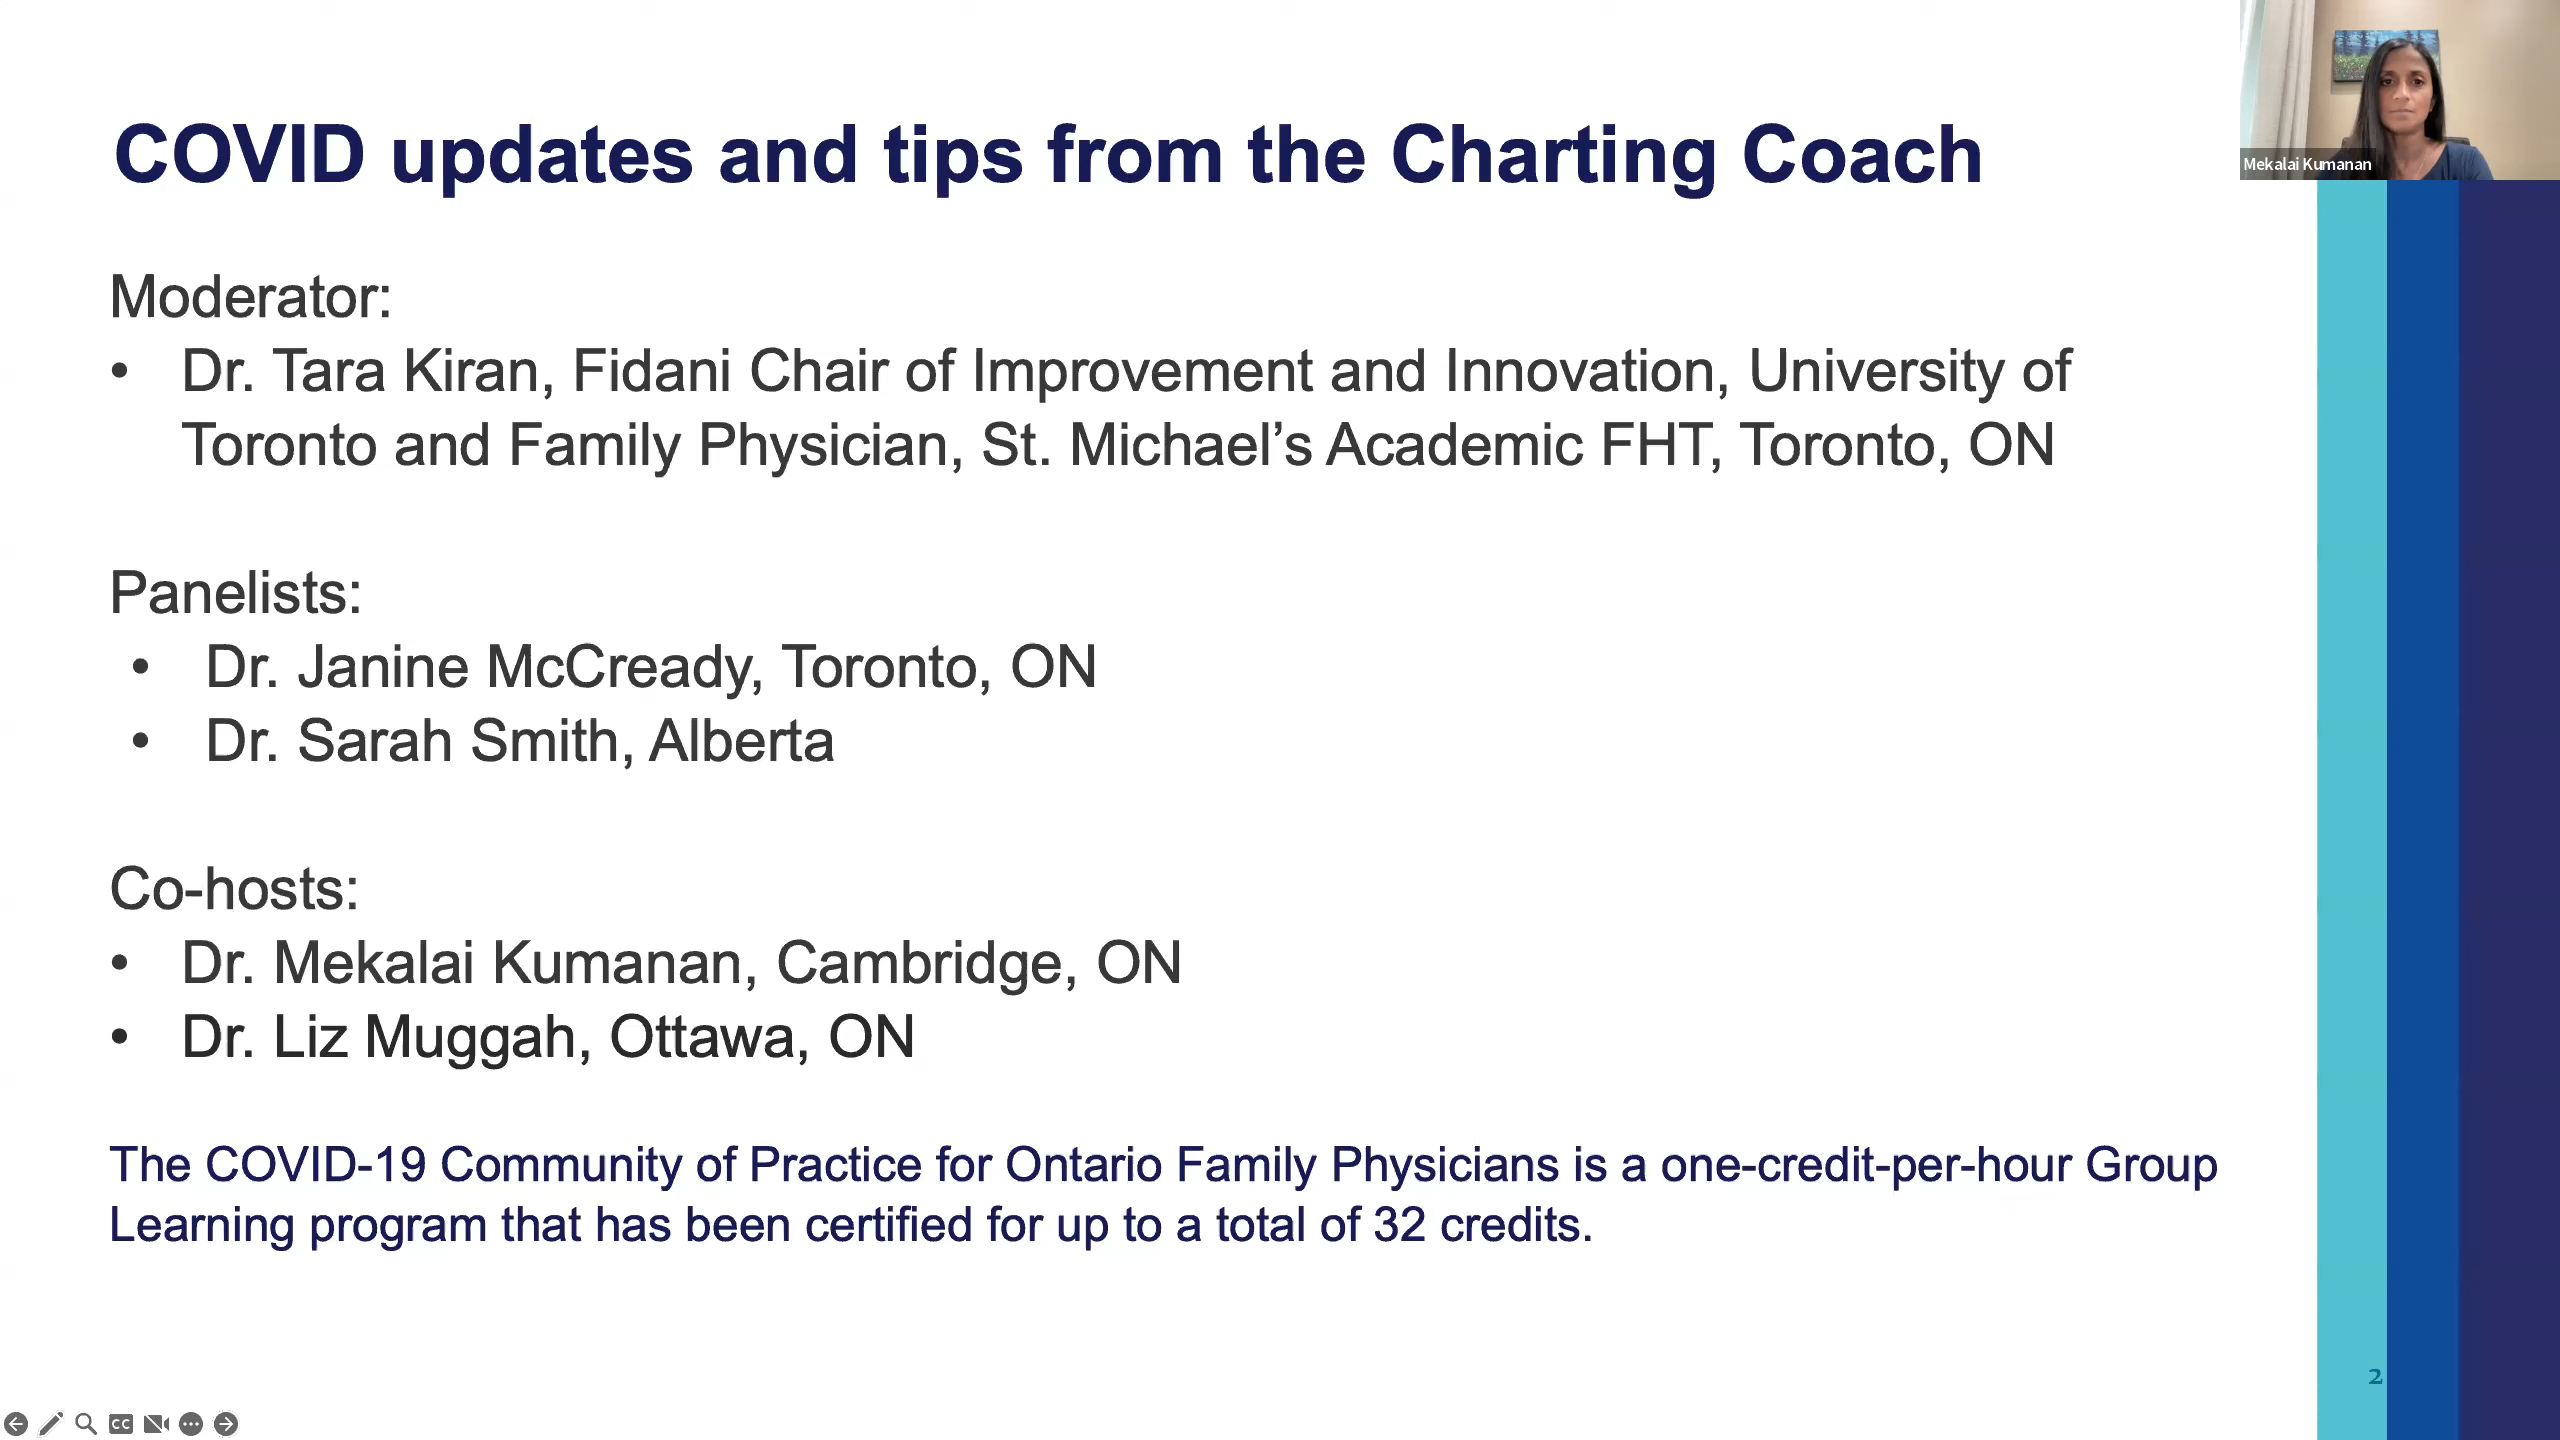 COVID updates and tips from the Charting Coach
Mekalai Kumanan
Moderator:
• Dr. Tara Kiran, Fidani Chair of Improvement and Innovation, University of
Toronto and Family Physician, St. Michael’s Academic FHT, Toronto, ON
Panelists:
• Dr. Janine McCready, Toronto, ON
• Dr. Sarah Smith, Alberta
Co-hosts:
• Dr. Mekalai Kumanan, Cambridge, ON
• Dr. Liz Muggah, Ottawa, ON
The COVID-19 Community of Practice for Ontario Family Physicians is a one-credit-per-hour Group
Learning program that has been certified for up to a total of 32 credits.
2
CC